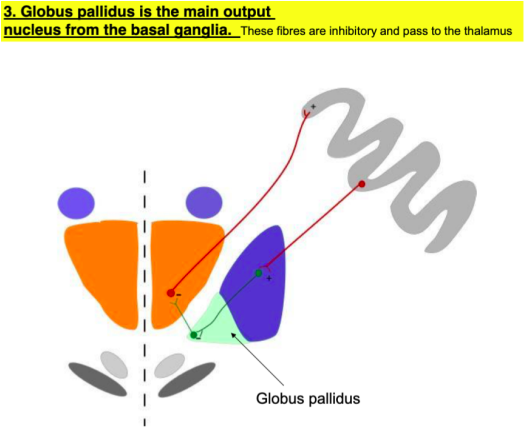 3. Globus pallidus is the main output
nucleus from the basal ganglia. These fibres are inhibitory and pass to the thalamus
+
-
+
-
Globus pallidus